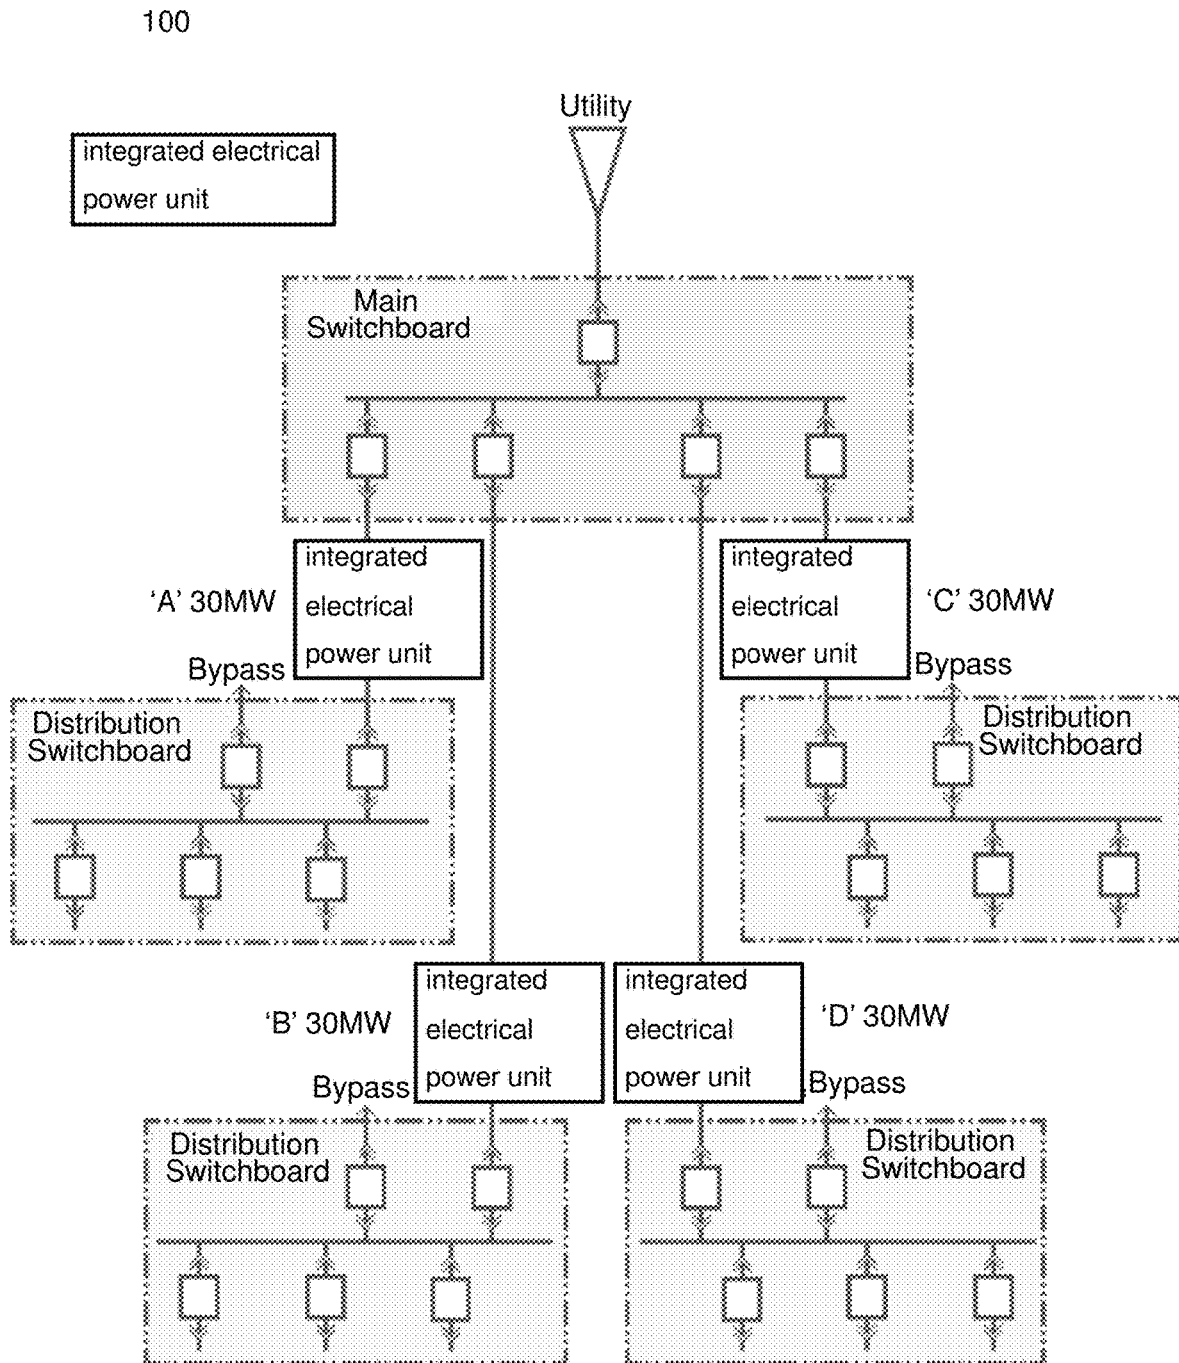 100
Utility
integrated electrical
power unit
Main
Switchboard
integrated
electrical
power unit
'A' 30MW
integrated
electrical
power unit
'C' 30MW
Bypass
Bypass
Distribution
Switchboard
Distribution
Switchboard
integrated
electrical
power unit
'B' 30MW
integrated
electrical
power unit
'D' 30MW
Bypass
Bypass
Distribution
Switchboard
Distribution
Switchboard